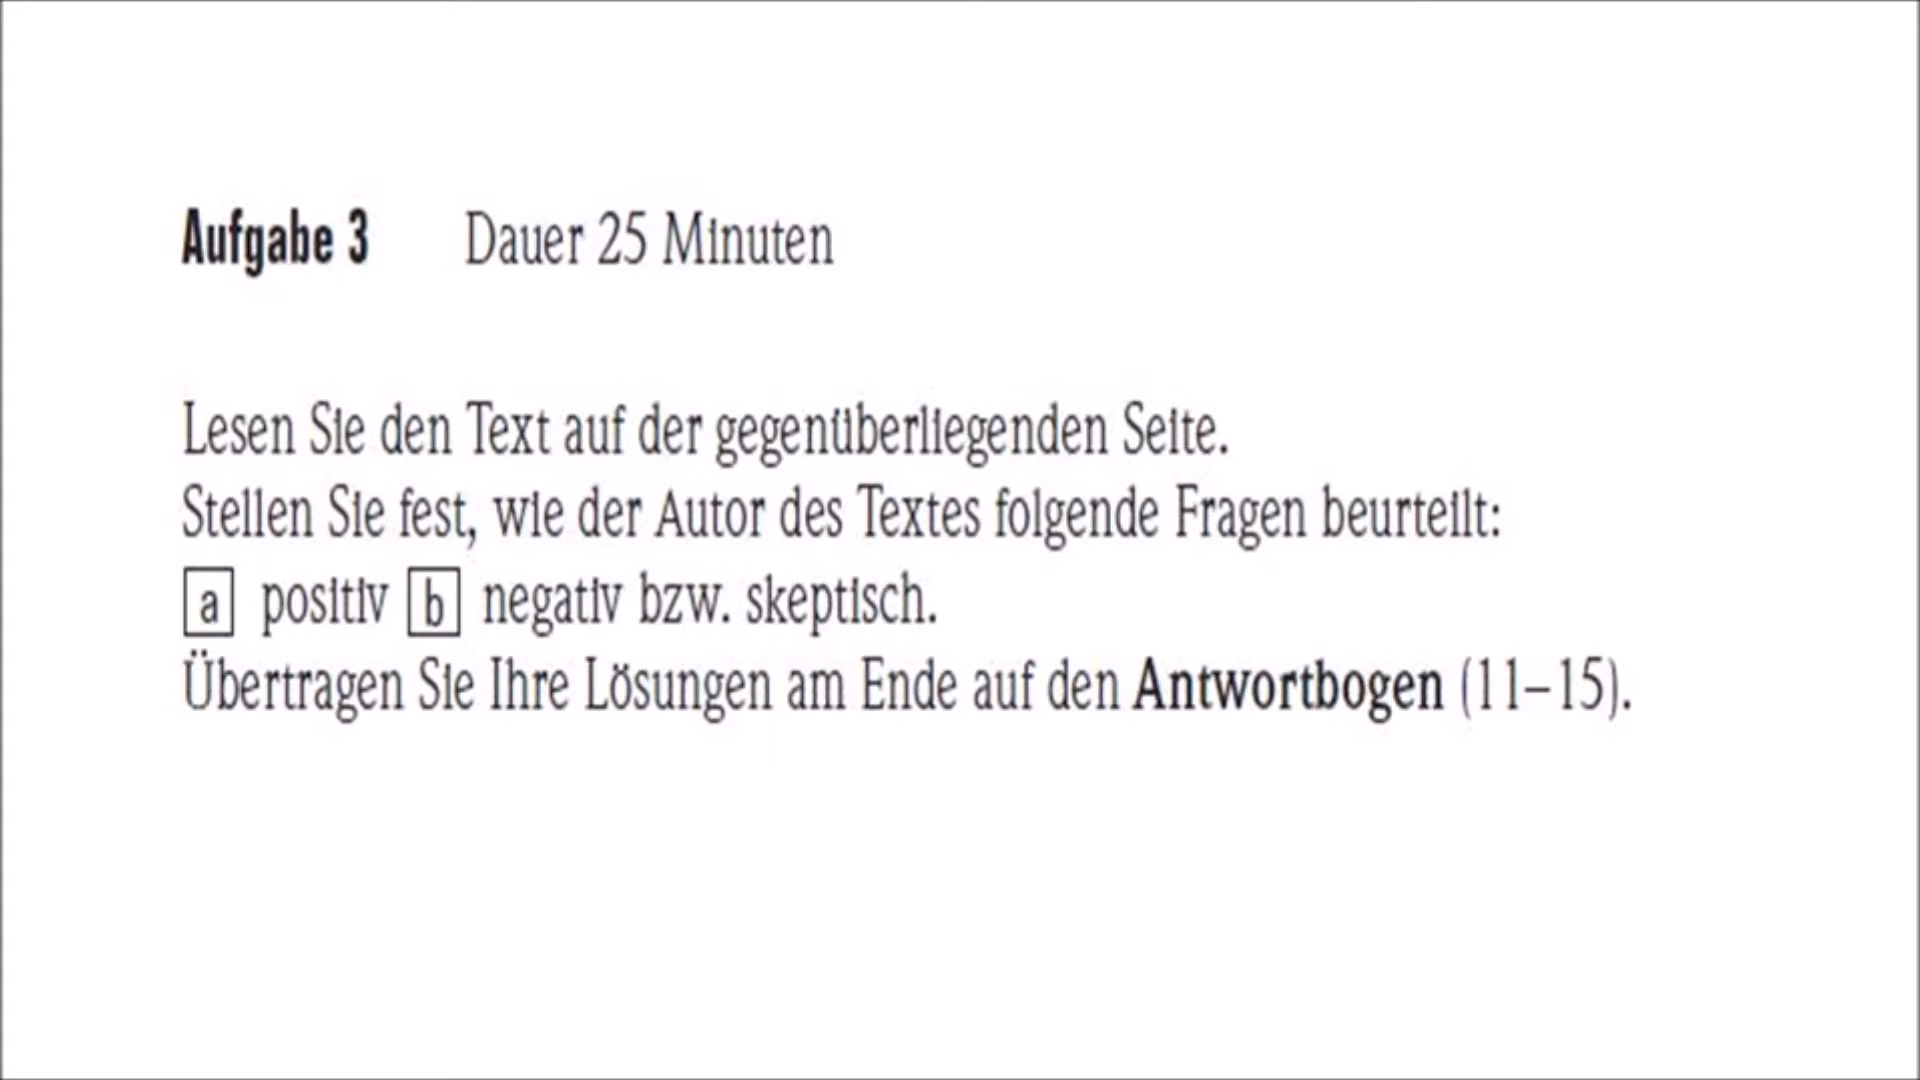 Aufgabe 3 Dauer 25 Minuten
Lesen Sie den Text auf der gegenüberliegenden Seite.
Stellen Sie fest, wie der Autor des Textes folgende Fragen beurteilt:
a positiv b negativ bzw. skeptisch.
Übertragen Sie Ihre Lösungen am Ende auf den Antwortbogen (11–15).